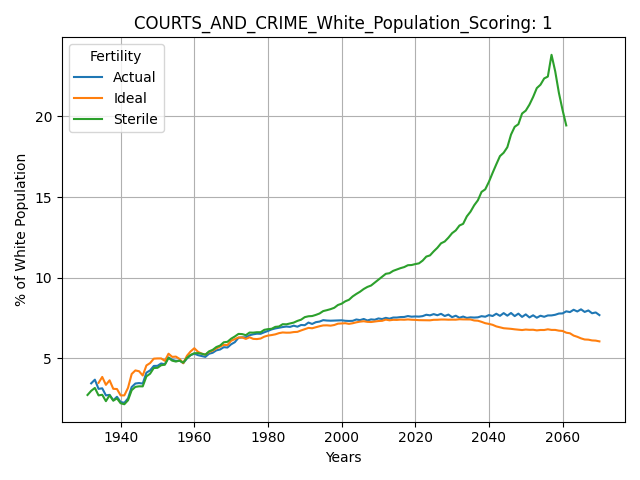 COURTS_AND_CRIME_White_Population_Scoring: 1
Fertility
Actual
Ideal
Sterile
% of White Population
20
15
10
5
1940 1960 1980 2000 2020 2040 2060
Years